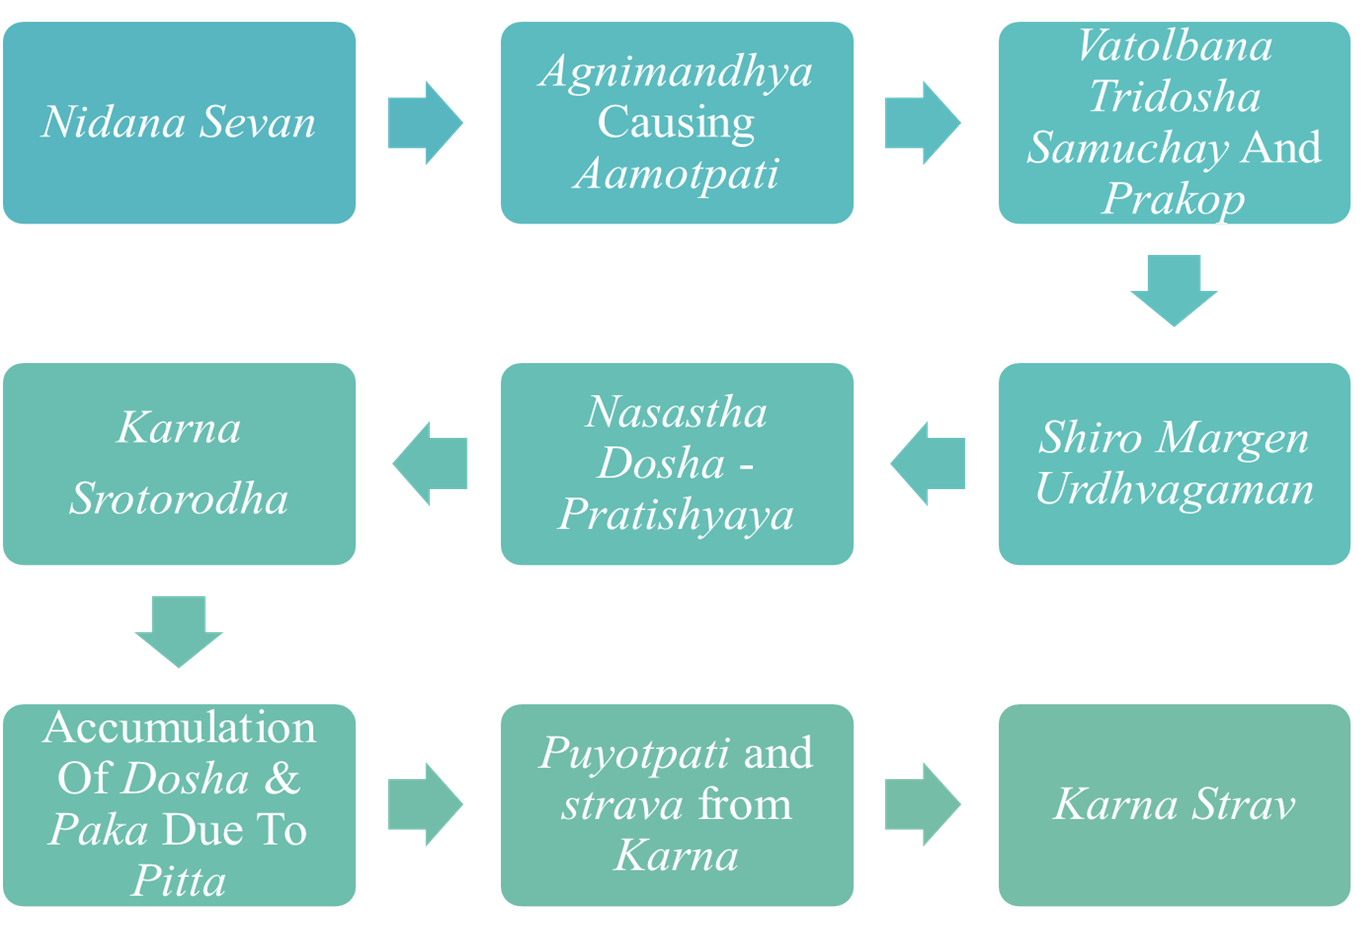 Nidana Sevan
Agnimandhya
Causing
Aamotpati
Vatolbana
Tridosha
Samuchay And
Prakop
Shiro Margen
Urdhvagaman
Nasastha
Dosha -
Pratishyaya
Karna
Srotorodha
Accumulation
Of Dosha &
Paka Due To
Pitta
Puyotpati and
strava from
Karna
Karna Strav